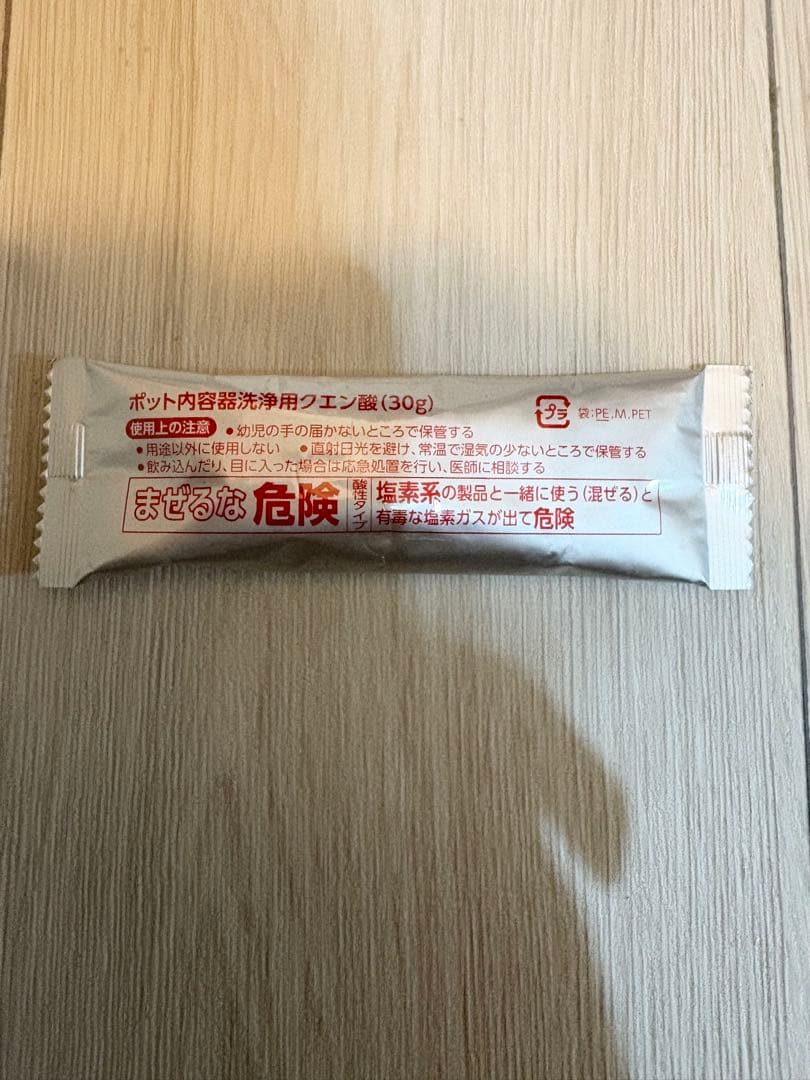 ポット内容器洗浄用クエン酸(30g)
プラ 袋:PE,M,PET
使用上の注意 ●幼児の手の届かないところで保管する
●用途以外に使用しない ●直射日光を避け、常温で湿気の少ないところで保管する
●飲み込んだり、目に入った場合は応急処置を行い、医師に相談する
まぜるな 危険
酸性タイプ
塩素系の製品と一緒に使う(混ぜる)と
有毒な塩素ガスが出て危険